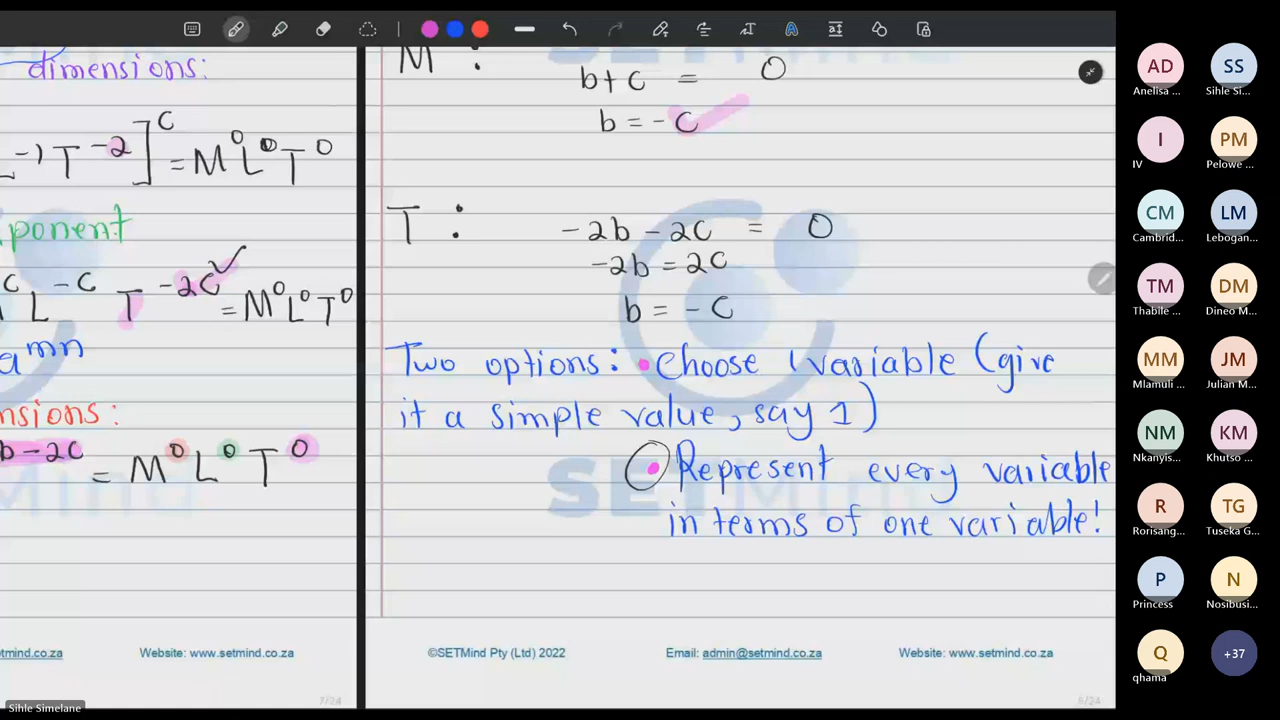 dimensions:
-1 T -2 ] C = M0 L0 T0
ponent
C L -C T -2C = M0 L0 T0
a mn
nsions:
b - 2C = M0 L0 T0
tmind.co.za Website: www.setmind.co.za
7/24
M :
b + c = 0
b = - c
T : -2b - 2c = 0
-2b = 2c
b = - c
Two options: • Choose 1 variable (give
it a simple value, say 1)
• Represent every variable
in terms of one variable!
SETMind
©SETMind Pty (Ltd) 2022 Email: admin@setmind.co.za Website: www.setmind.co.za
Sihle Simelane
AD SS
Anelisa ... Sihle Si...
I PM
IV Pelowe ...
CM LM
Cambrid... Lebogan...
TM DM
Thabile ... Dineo M...
MM JM
Mlamuli ... Julian M...
NM KM
Nkanyis... Khutso ...
R TG
Rorisang... Tuseka G...
P N
Princess Nosibusi...
Q +37
qhama